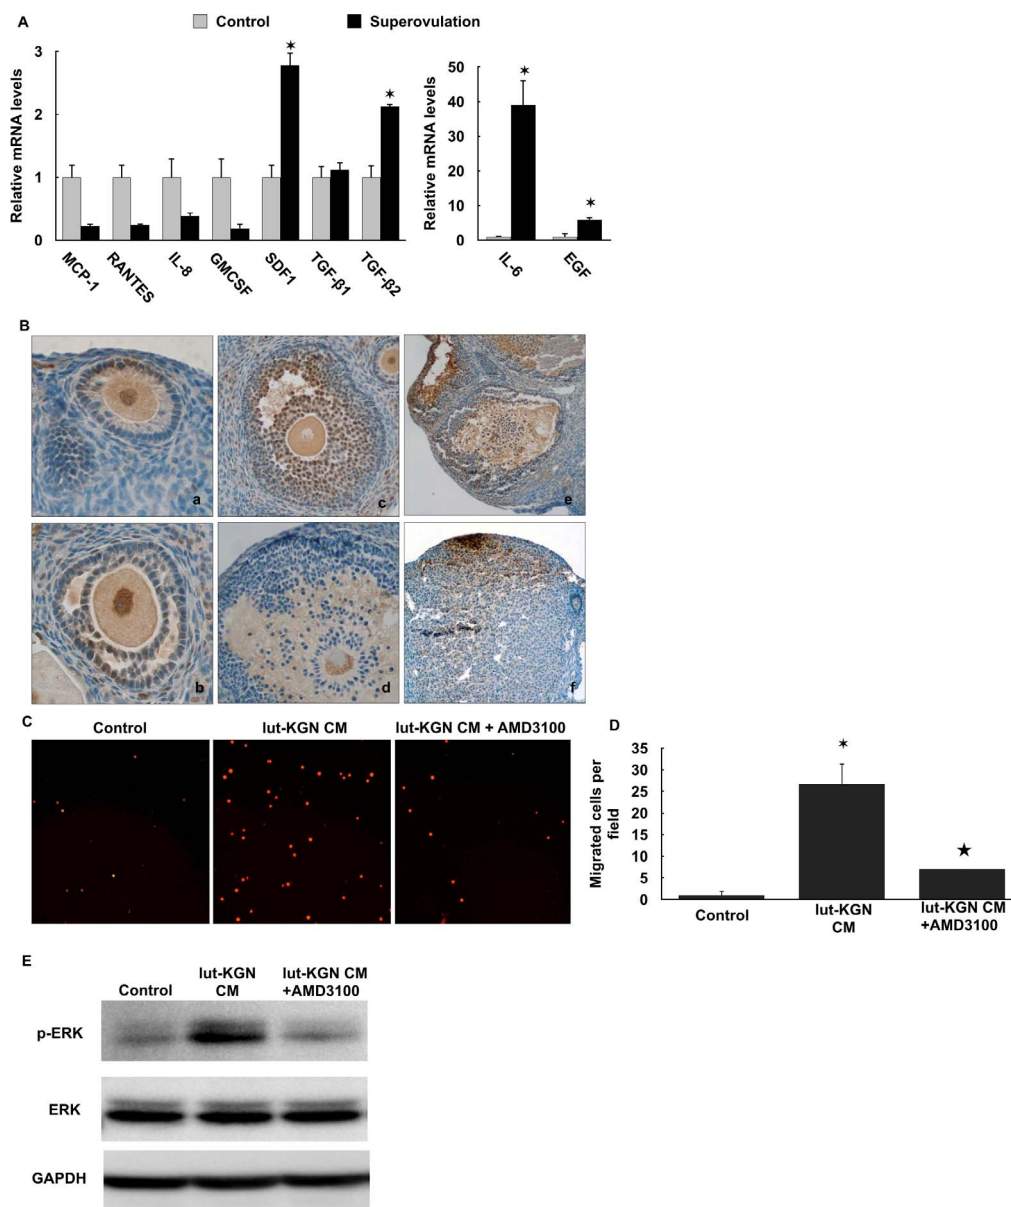 A
Control Superovulation
Relative mRNA levels
3
2
1
0
MCP-1 RANTES IL-8 GMCSF SDF1 TGF-β1 TGF-β2
Relative mRNA levels
50
40
30
20
10
0
IL-6 EGF
B
a c e
b d f
C
Control lut-KGN CM lut-KGN CM + AMD3100
D
Migrated cells per
field
35
30
25
20
15
10
5
0
Control lut-KGN
CM lut-KGN CM
+AMD3100
E
Control lut-KGN
CM lut-KGN CM
+AMD3100
p-ERK
ERK
GAPDH